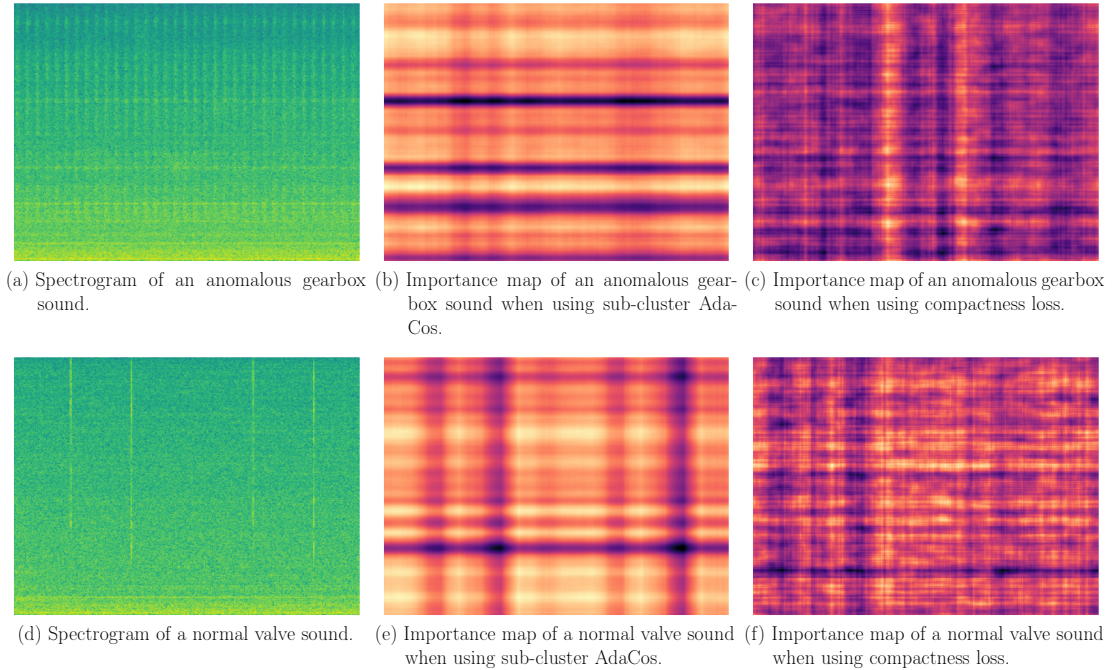 (a) Spectrogram of an anomalous gearbox
sound.
(b) Importance map of an anomalous gear-
box sound when using sub-cluster Ada-
Cos.
(c) Importance map of an anomalous gearbox
sound when using compactness loss.
(d) Spectrogram of a normal valve sound.
(e) Importance map of a normal valve sound
when using sub-cluster AdaCos.
(f) Importance map of a normal valve sound
when using compactness loss.